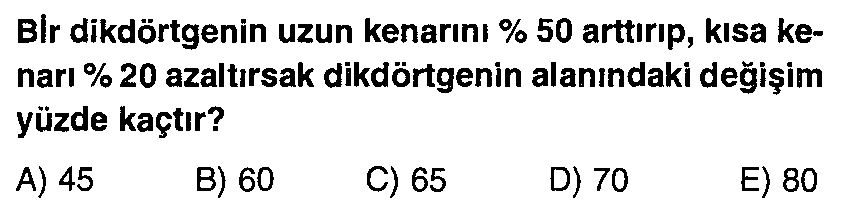 Bir dikdörtgenin uzun kenarını % 50 arttırıp, kısa ke-
narı % 20 azaltırsak dikdörtgenin alanındaki değişim
yüzde kaçtır?
A) 45 B) 60 C) 65 D) 70 E) 80